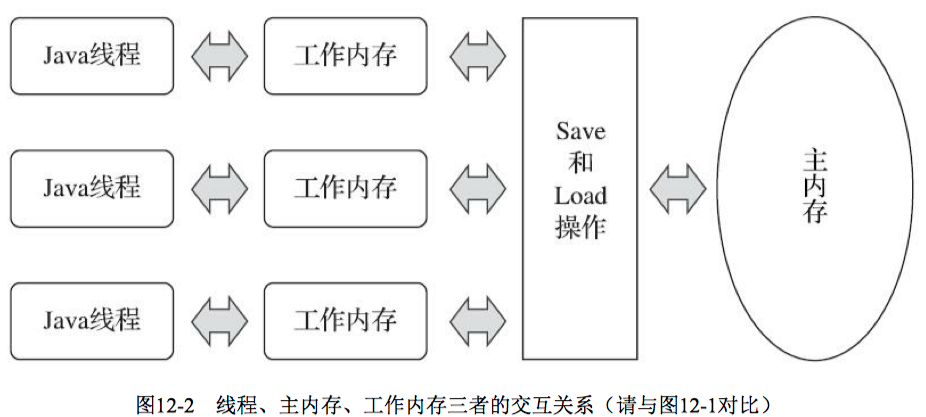 Java线程
工作内存
Java线程
工作内存
Java线程
工作内存
Save
和
Load
操作
主
内
存
图12-2 线程、主内存、工作内存三者的交互关系（请与图12-1对比）